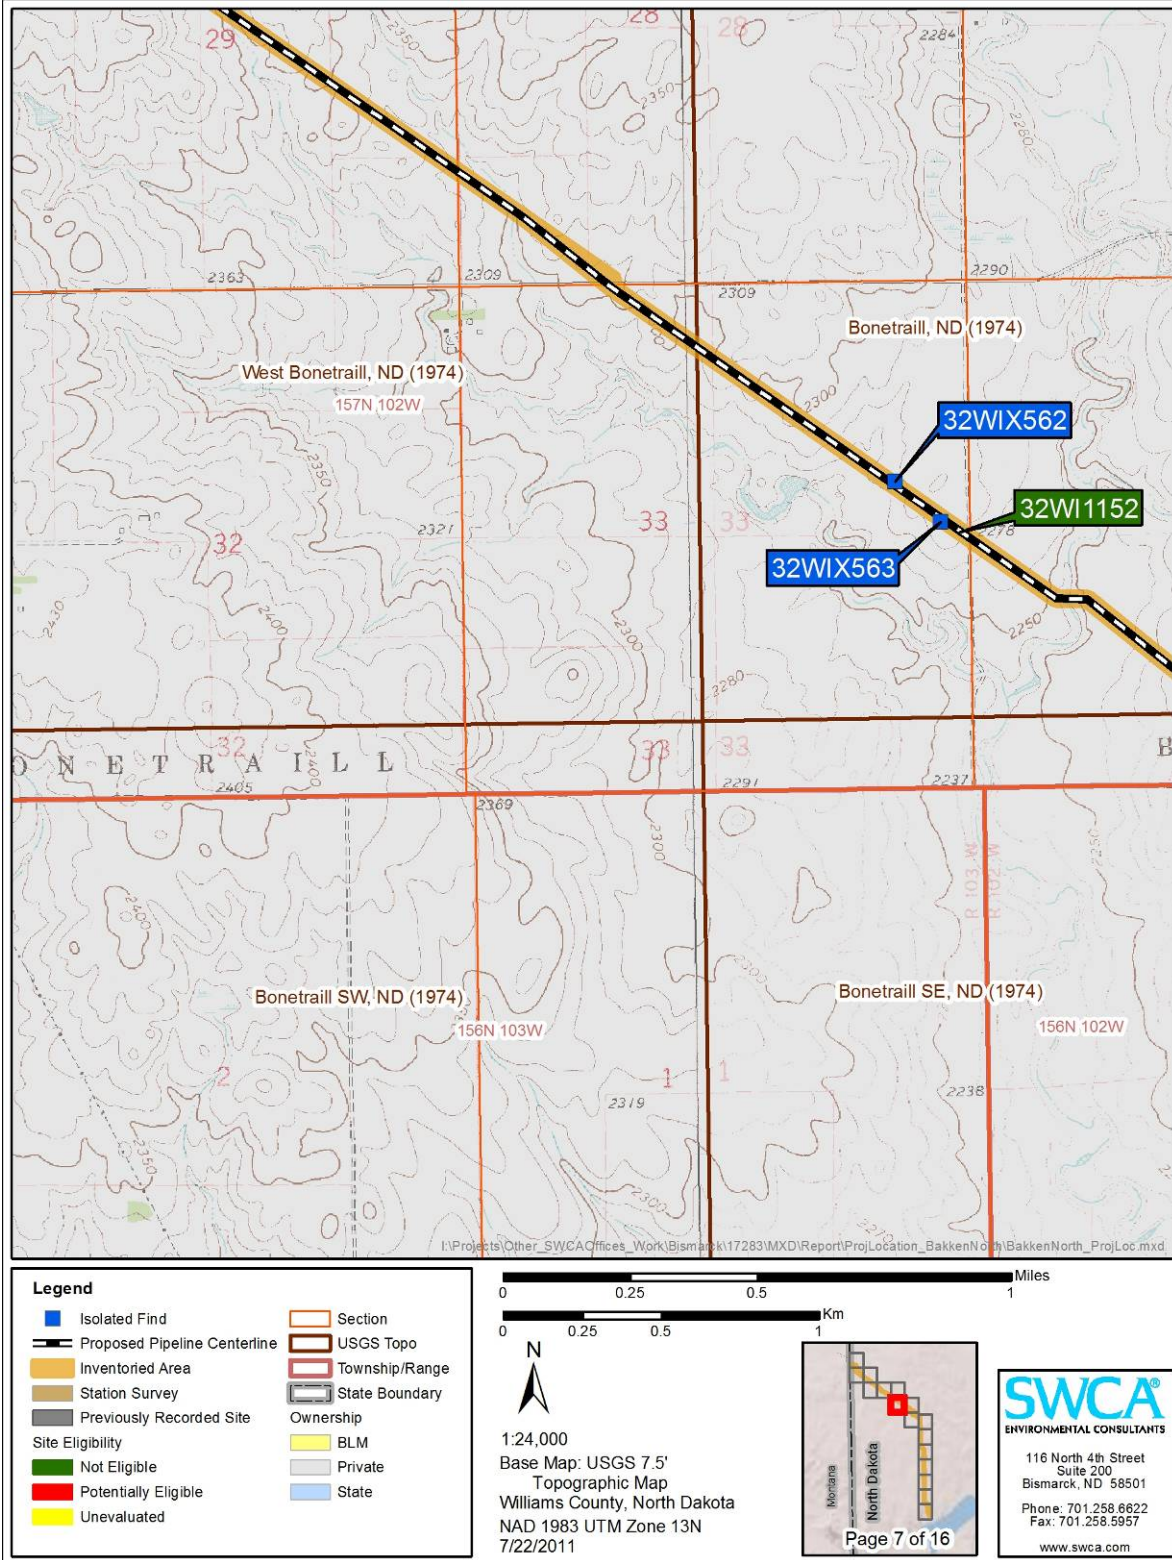 28
28
29
2350
2284
2350
2280
2363
2309
2309
2290
Bonetraill, ND (1974)
West Bonetraill, ND (1974)
157N 102W
2300
32WIX562
2350
32WI1152
2321
33
33
2278
32
32WIX563
2430
2400
2300
2250
2280
32
33
33
B
ONETRAILL
2400
2405
2291
2237
2369
2300
2250
R 103 W
R 102 W
2400
Bonetraill SW, ND (1974)
Bonetraill SE, ND (1974)
156N 103W
156N 102W
2
1
1
2319
2238
2350
2300
I:\Projects\Other_SWCAOffices_Work\Bismarck\17283\MXD\Report\ProjLocation_BakkenNorth\BakkenNorth_ProjLoc.mxd
Legend
Isolated Find
Proposed Pipeline Centerline
Inventoried Area
Station Survey
Previously Recorded Site
Site Eligibility
Not Eligible
Potentially Eligible
Unevaluated
Section
USGS Topo
Township/Range
State Boundary
Ownership
BLM
Private
State
Miles
0 0.25 0.5 1
Km
0 0.25 0.5 1
N
1:24,000
Base Map: USGS 7.5'
Topographic Map
Williams County, North Dakota
NAD 1983 UTM Zone 13N
7/22/2011
Montana
North Dakota
Page 7 of 16
SWCA®
ENVIRONMENTAL CONSULTANTS
116 North 4th Street
Suite 200
Bismarck, ND 58501
Phone: 701.258.6622
Fax: 701.258.5957
www.swca.com